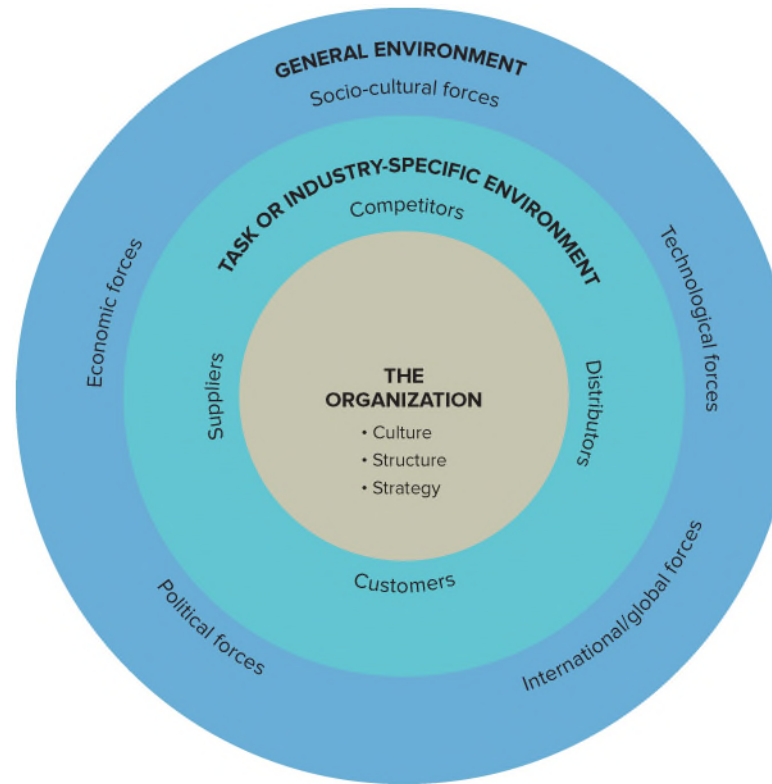 GENERAL ENVIRONMENT
Socio-cultural forces
TASK OR INDUSTRY-SPECIFIC ENVIRONMENT
Competitors
Economic forces
Technological forces
Suppliers
Distributors
THE
ORGANIZATION
• Culture
• Structure
• Strategy
Customers
Political forces
International/global forces